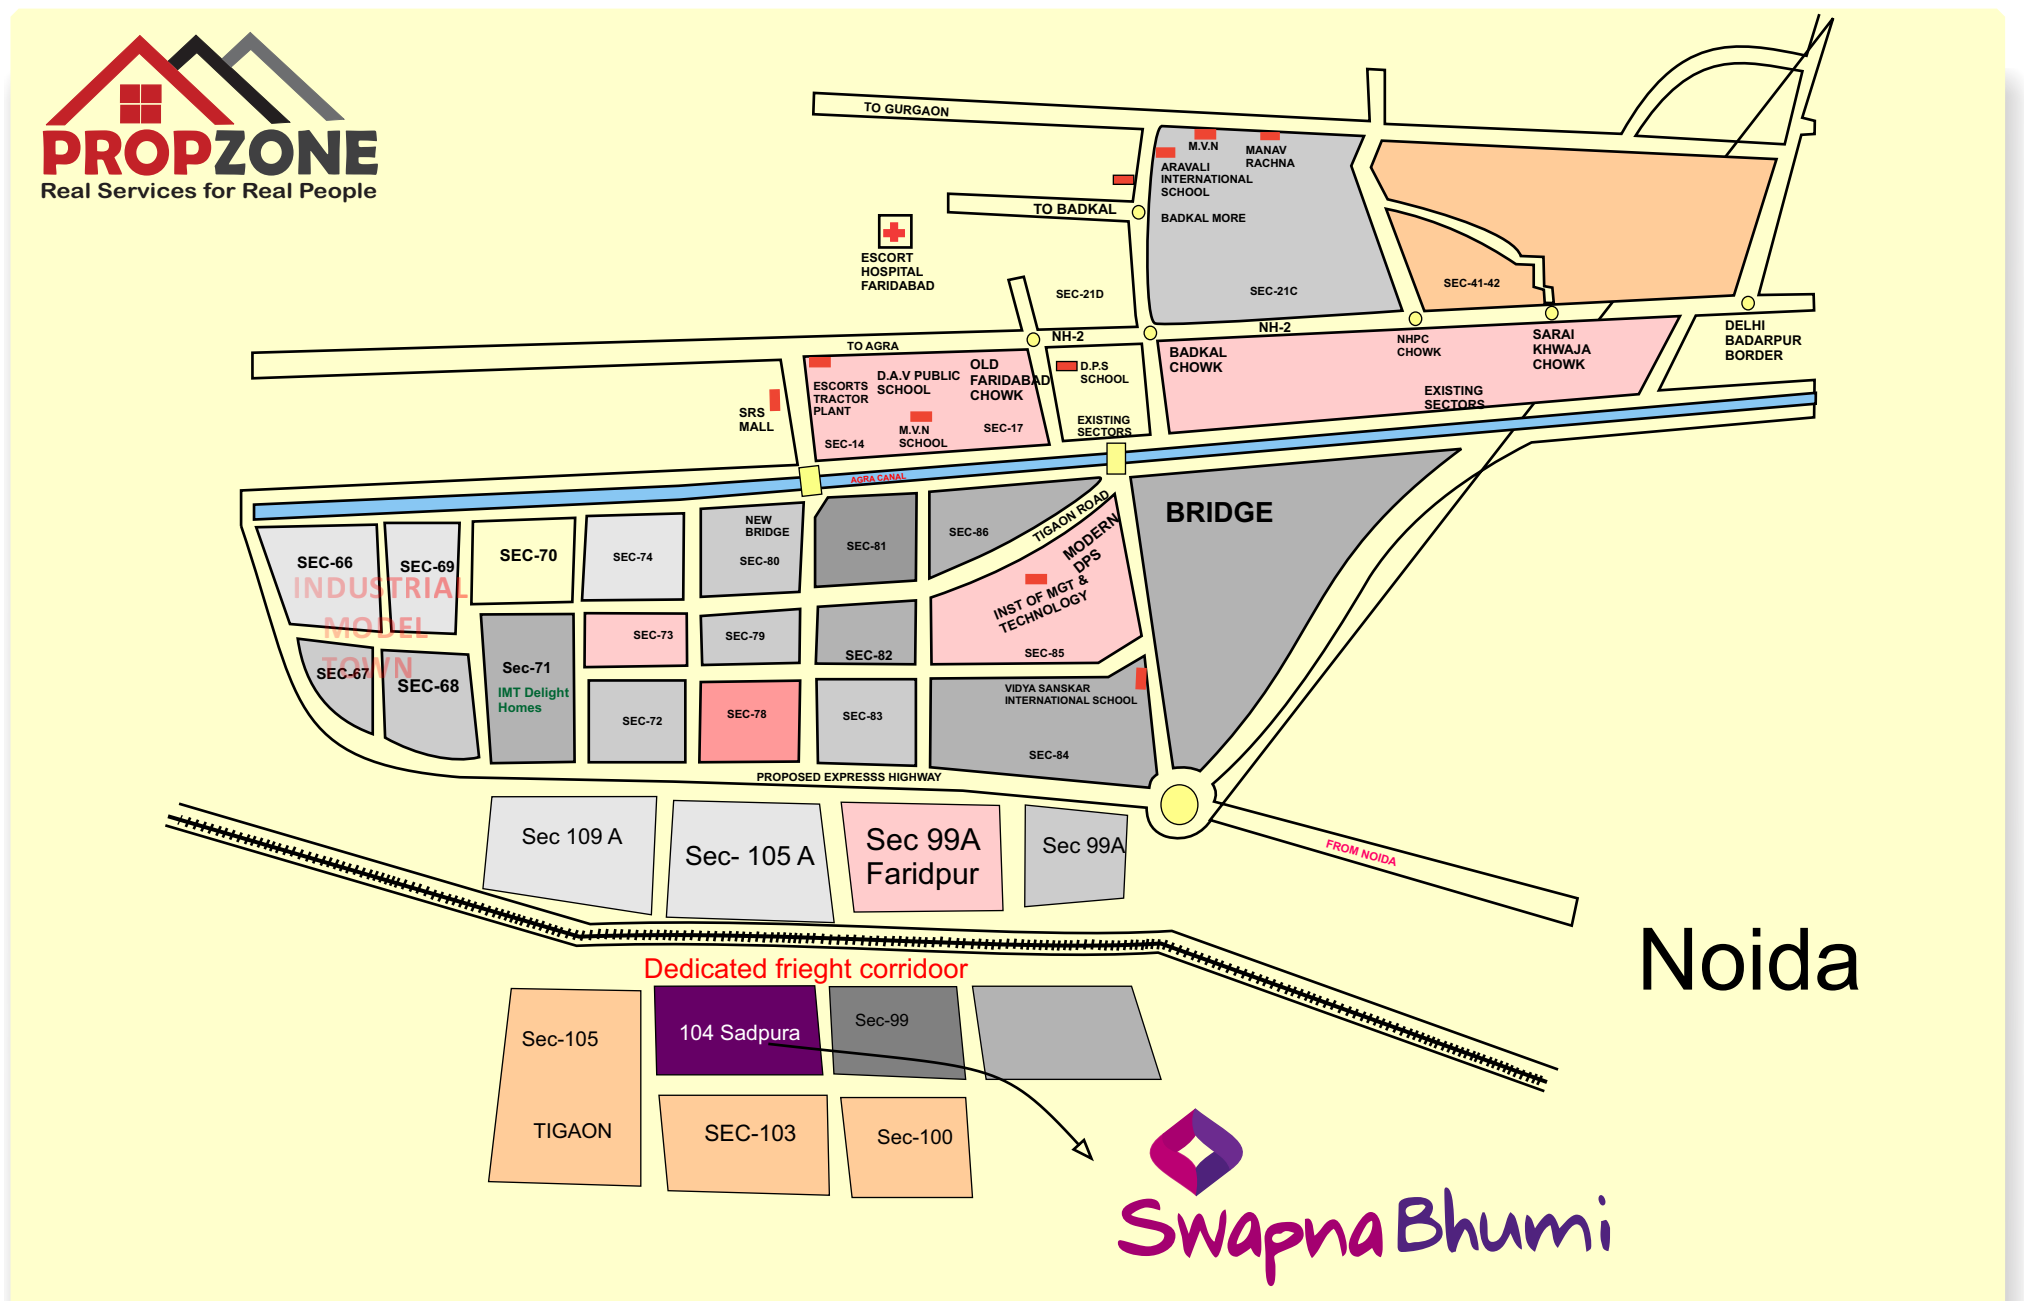 PROPZONE
Real Services for Real People
TO GURGAON
M.V.N
MANAV
RACHNA
ARAVALI
INTERNATIONAL
SCHOOL
TO BADKAL
BADKAL MORE
ESCORT
HOSPITAL
FARIDABAD
SEC-21D
SEC-21C
SEC-41-42
NH-2
NH-2
TO AGRA
DELHI
BADARPUR
BORDER
NHPC
CHOWK
SARAI
KHWAJA
CHOWK
BADKAL
CHOWK
EXISTING
SECTORS
D.P.S
SCHOOL
EXISTING
SECTORS
OLD
FARIDABAD
CHOWK
D.A.V PUBLIC
SCHOOL
ESCORTS
TRACTOR
PLANT
M.V.N
SCHOOL
SEC-17
SEC-14
SRS
MALL
AGRA CANAL
BRIDGE
TIGAON ROAD
MODERN
DPS
INST OF MGT &
TECHNOLOGY
SEC-85
SEC-86
SEC-81
NEW
BRIDGE
SEC-80
SEC-74
SEC-70
SEC-69
SEC-66
INDUSTRIAL
MODEL
TOWN
SEC-67
SEC-68
Sec-71
IMT Delight
Homes
SEC-73
SEC-79
SEC-82
SEC-72
SEC-78
SEC-83
VIDYA SANSKAR
INTERNATIONAL SCHOOL
SEC-84
PROPOSED EXPRESSS HIGHWAY
Sec 109 A
Sec- 105 A
Sec 99A
Faridpur
Sec 99A
FROM NOIDA
Noida
Dedicated frieght corridoor
Sec-105
TIGAON
104 Sadpura
Sec-99
SEC-103
Sec-100
Swapna Bhumi